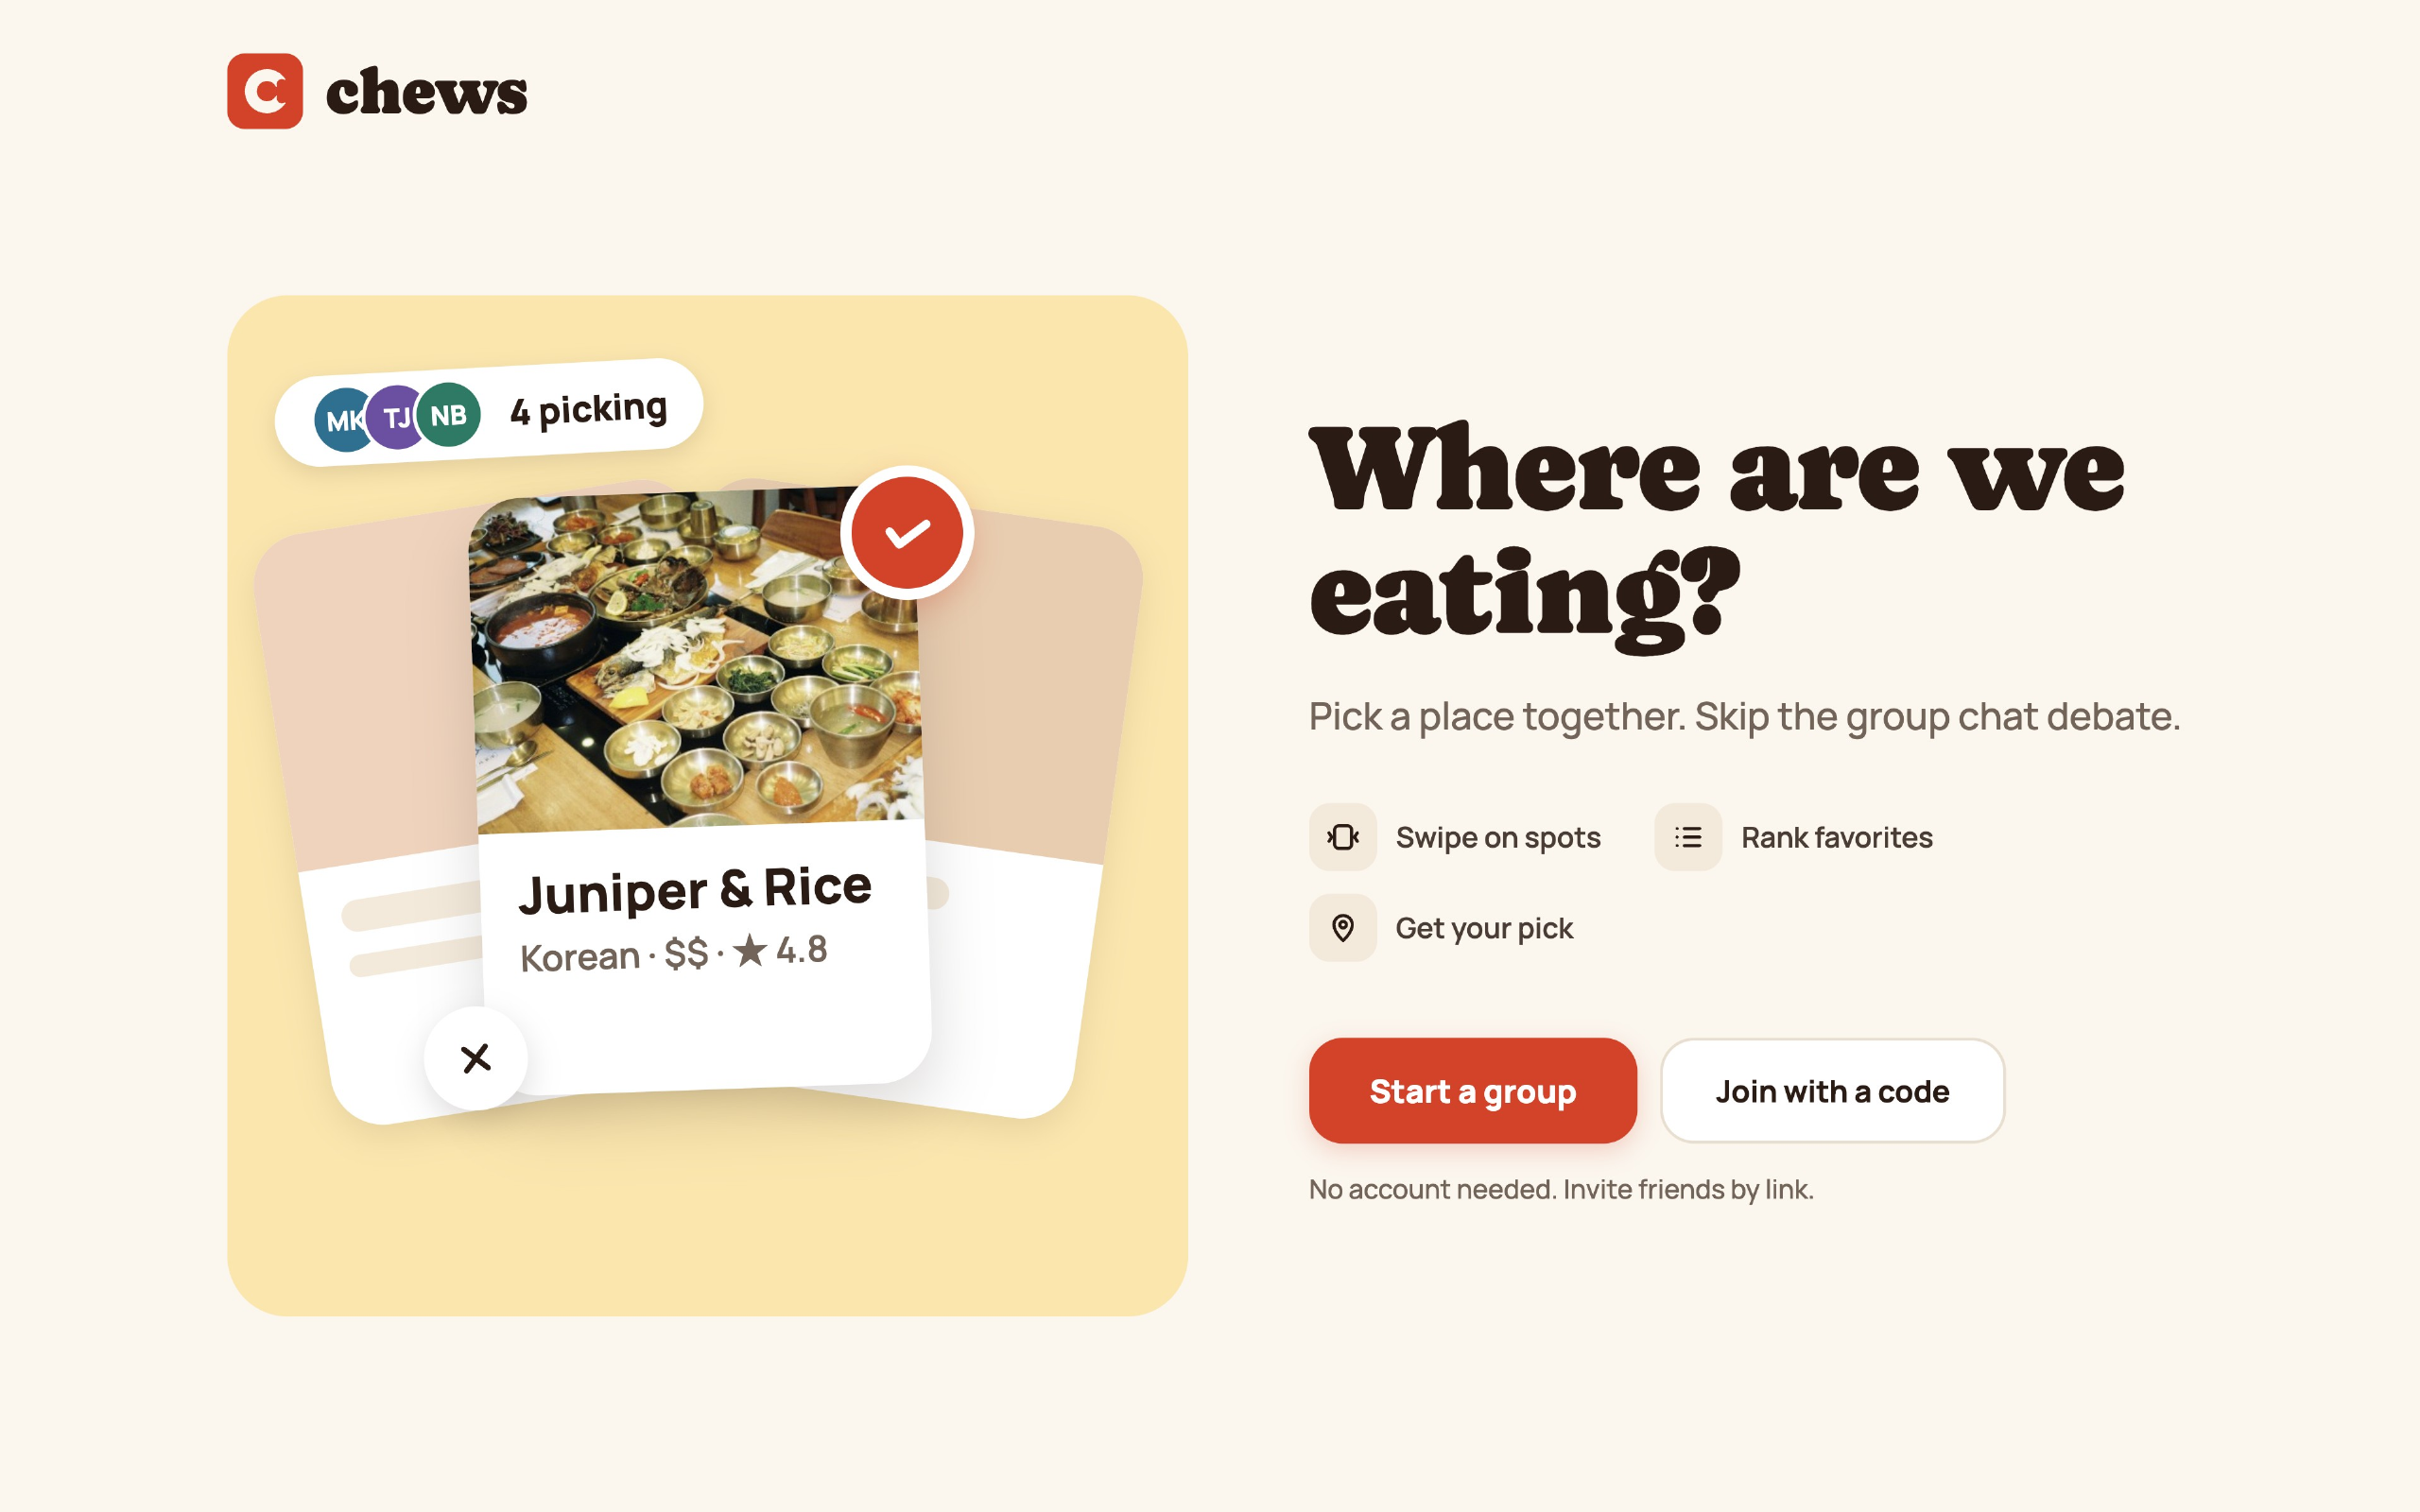 chews
MK TJ NB 4 picking
Juniper & Rice
Korean · $$ · ★ 4.8
Where are we
eating?
Pick a place together. Skip the group chat debate.
Swipe on spots
Rank favorites
Get your pick
Start a group
Join with a code
No account needed. Invite friends by link.